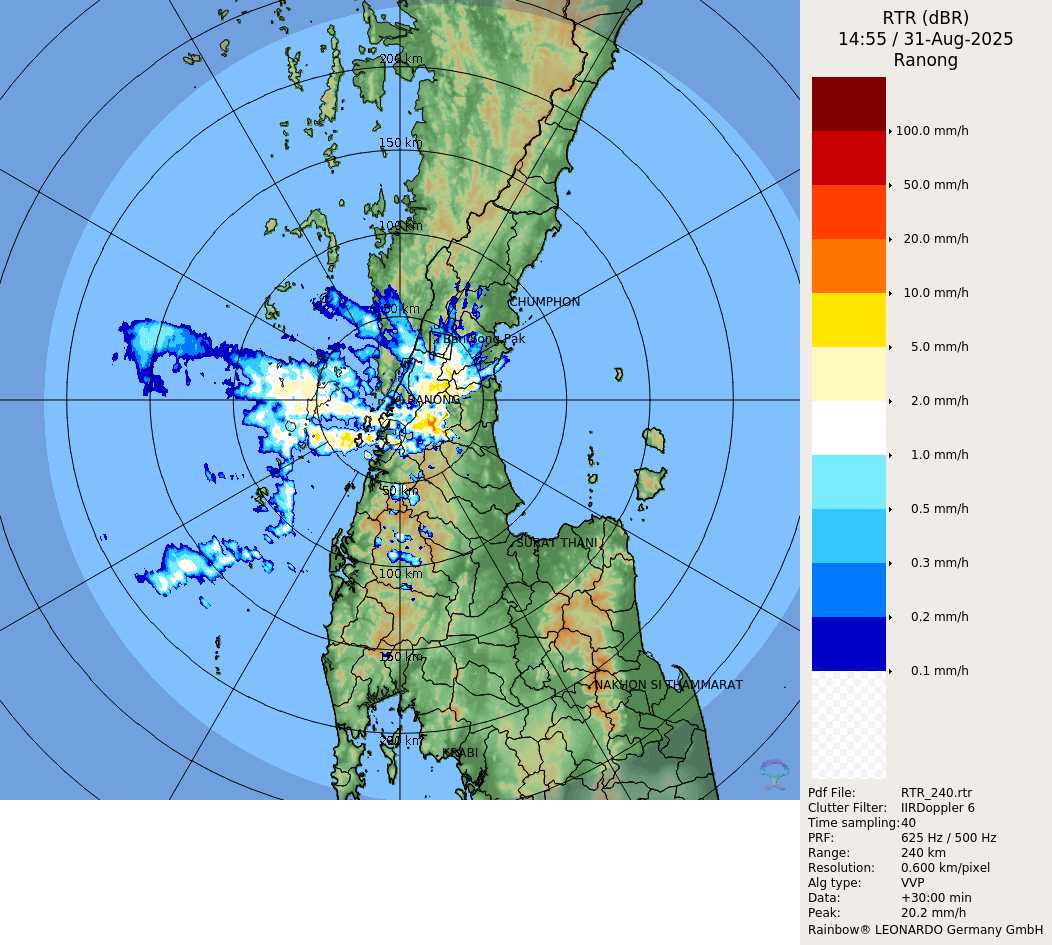 RTR (dBR)
14:55 / 31-Aug-2025
Ranong
100.0 mm/h
50.0 mm/h
20.0 mm/h
10.0 mm/h
5.0 mm/h
2.0 mm/h
1.0 mm/h
0.5 mm/h
0.3 mm/h
0.2 mm/h
0.1 mm/h
Pdf File: RTR_240.rtr
Clutter Filter: IIRDoppler 6
Time sampling: 40
PRF: 625 Hz / 500 Hz
Range: 240 km
Resolution: 0.600 km/pixel
Alg type: VVP
Data: +30:00 min
Peak: 20.2 mm/h
Rainbow® LEONARDO Germany GmbH
200 km
150 km
100 km
CHUMPHON
50 km
RANONG
50 km
SURAT THANI
100 km
150 km
NAKHON SI THAMMARAT
200 km
KRABI